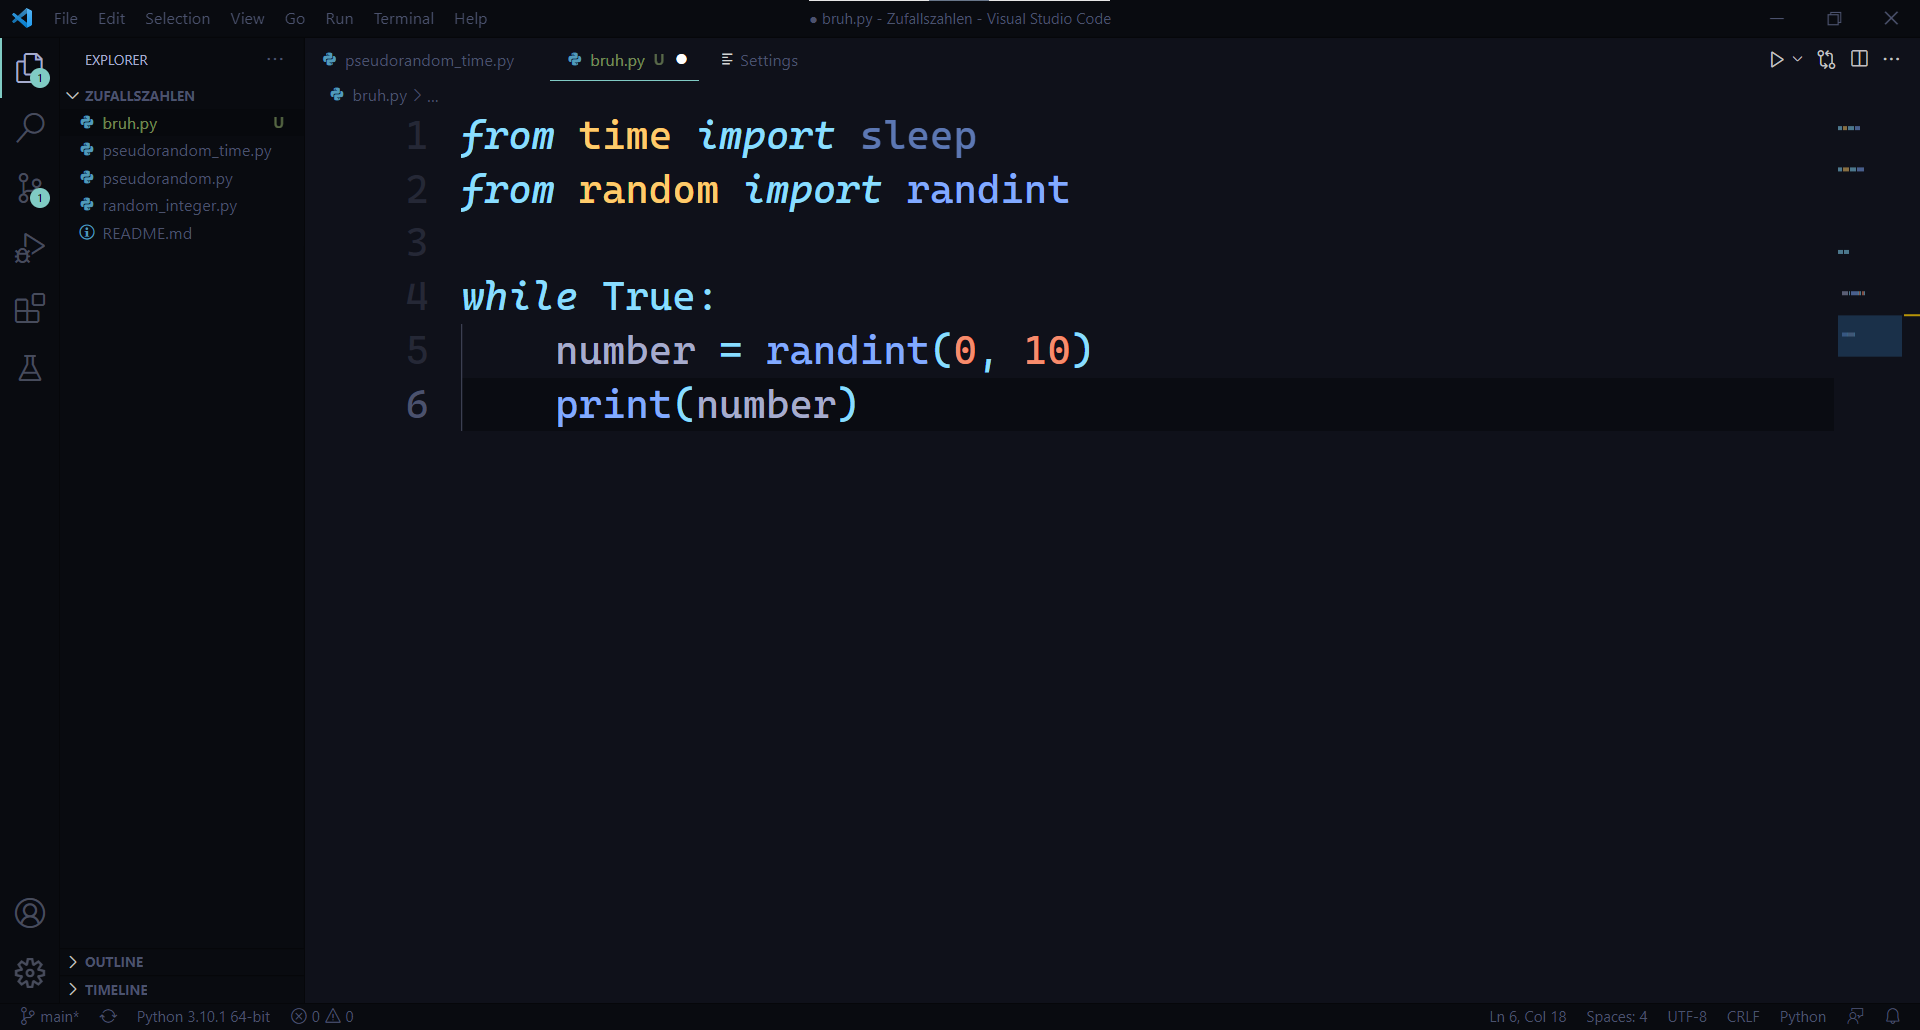 File Edit Selection View Go Run Terminal Help
● bruh.py - Zufallszahlen - Visual Studio Code
EXPLORER
ZUFALLSZAHLEN
bruh.py U
pseudorandom_time.py
pseudorandom.py
random_integer.py
README.md
OUTLINE
TIMELINE
1
1
pseudorandom_time.py bruh.py U ● Settings
bruh.py > ...
1 from time import sleep
2 from random import randint
3
4 while True:
5     number = randint(0, 10)
6     print(number)
main* Python 3.10.1 64-bit 0 0
Ln 6, Col 18 Spaces: 4 UTF-8 CRLF Python